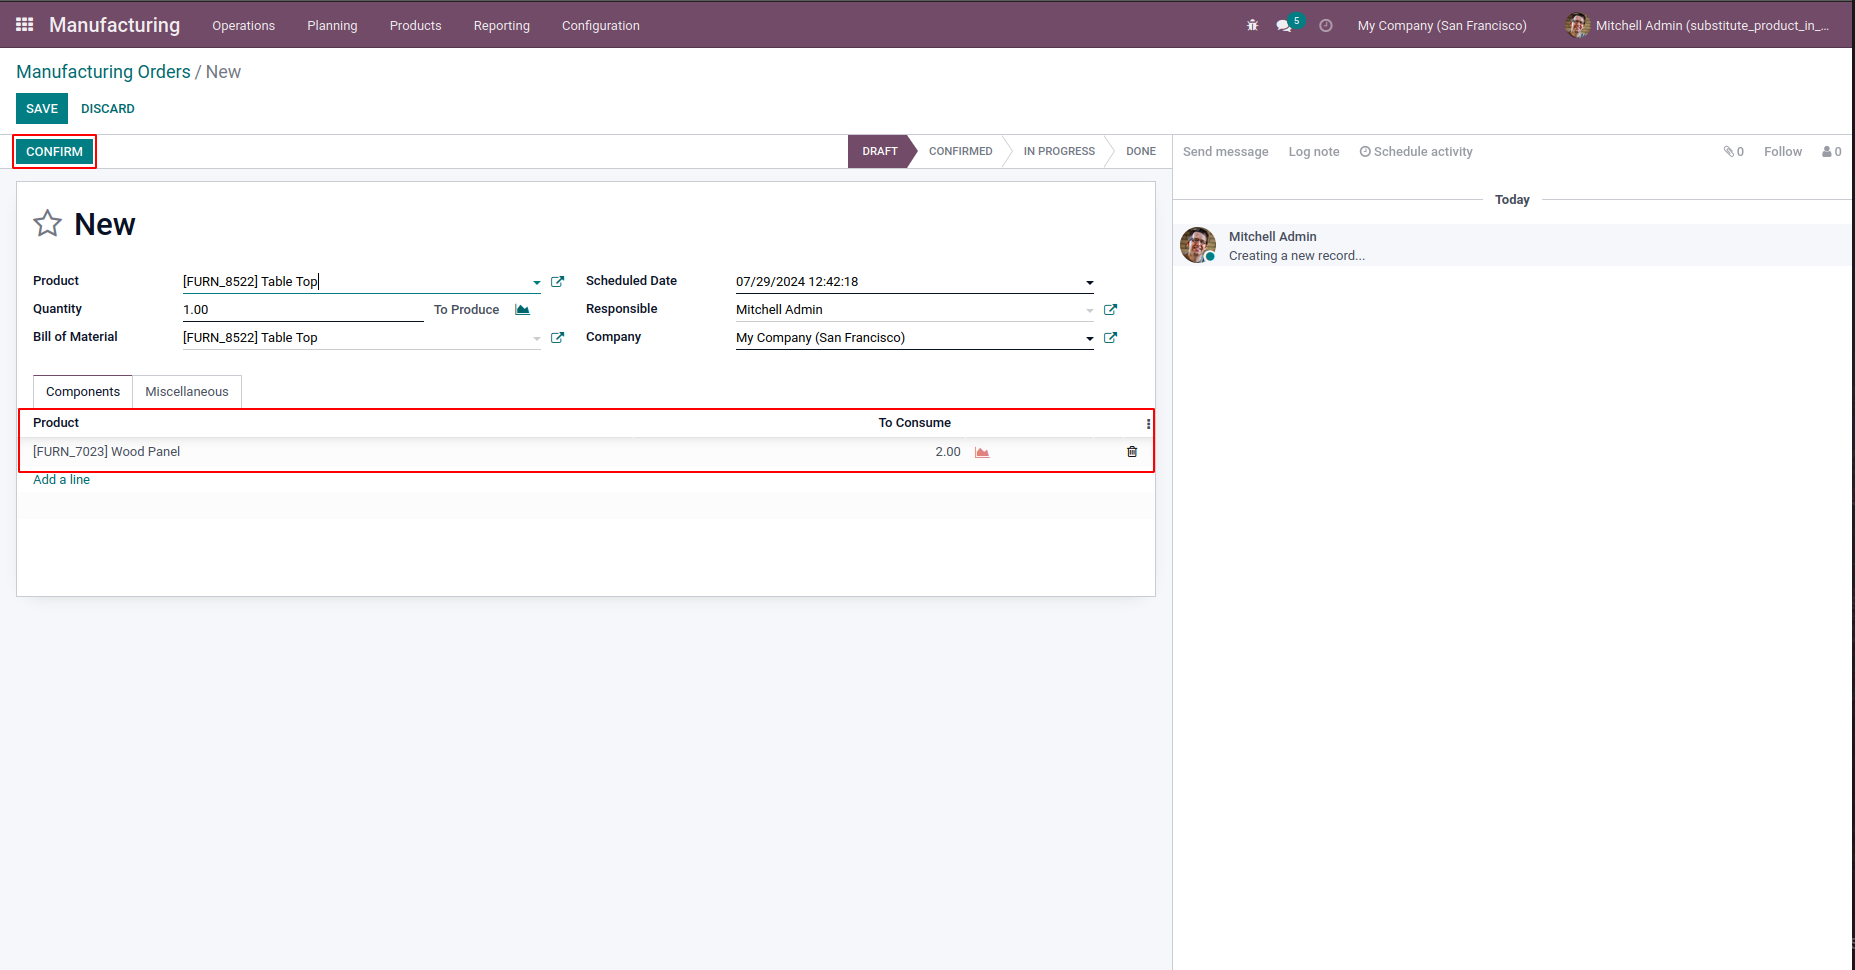 Manufacturing Operations Planning Products Reporting Configuration 5 My Company (San Francisco) Mitchell Admin (substitute_product_in_...
Manufacturing Orders / New
SAVE DISCARD
CONFIRM DRAFT CONFIRMED IN PROGRESS DONE Send message Log note Schedule activity 0 Follow 0
Today
New
Mitchell Admin
Creating a new record...
Product [FURN_8522] Table Top Scheduled Date 07/29/2024 12:42:18
Quantity 1.00 To Produce Responsible Mitchell Admin
Bill of Material [FURN_8522] Table Top Company My Company (San Francisco)
Components Miscellaneous
Product To Consume
[FURN_7023] Wood Panel 2.00
Add a line